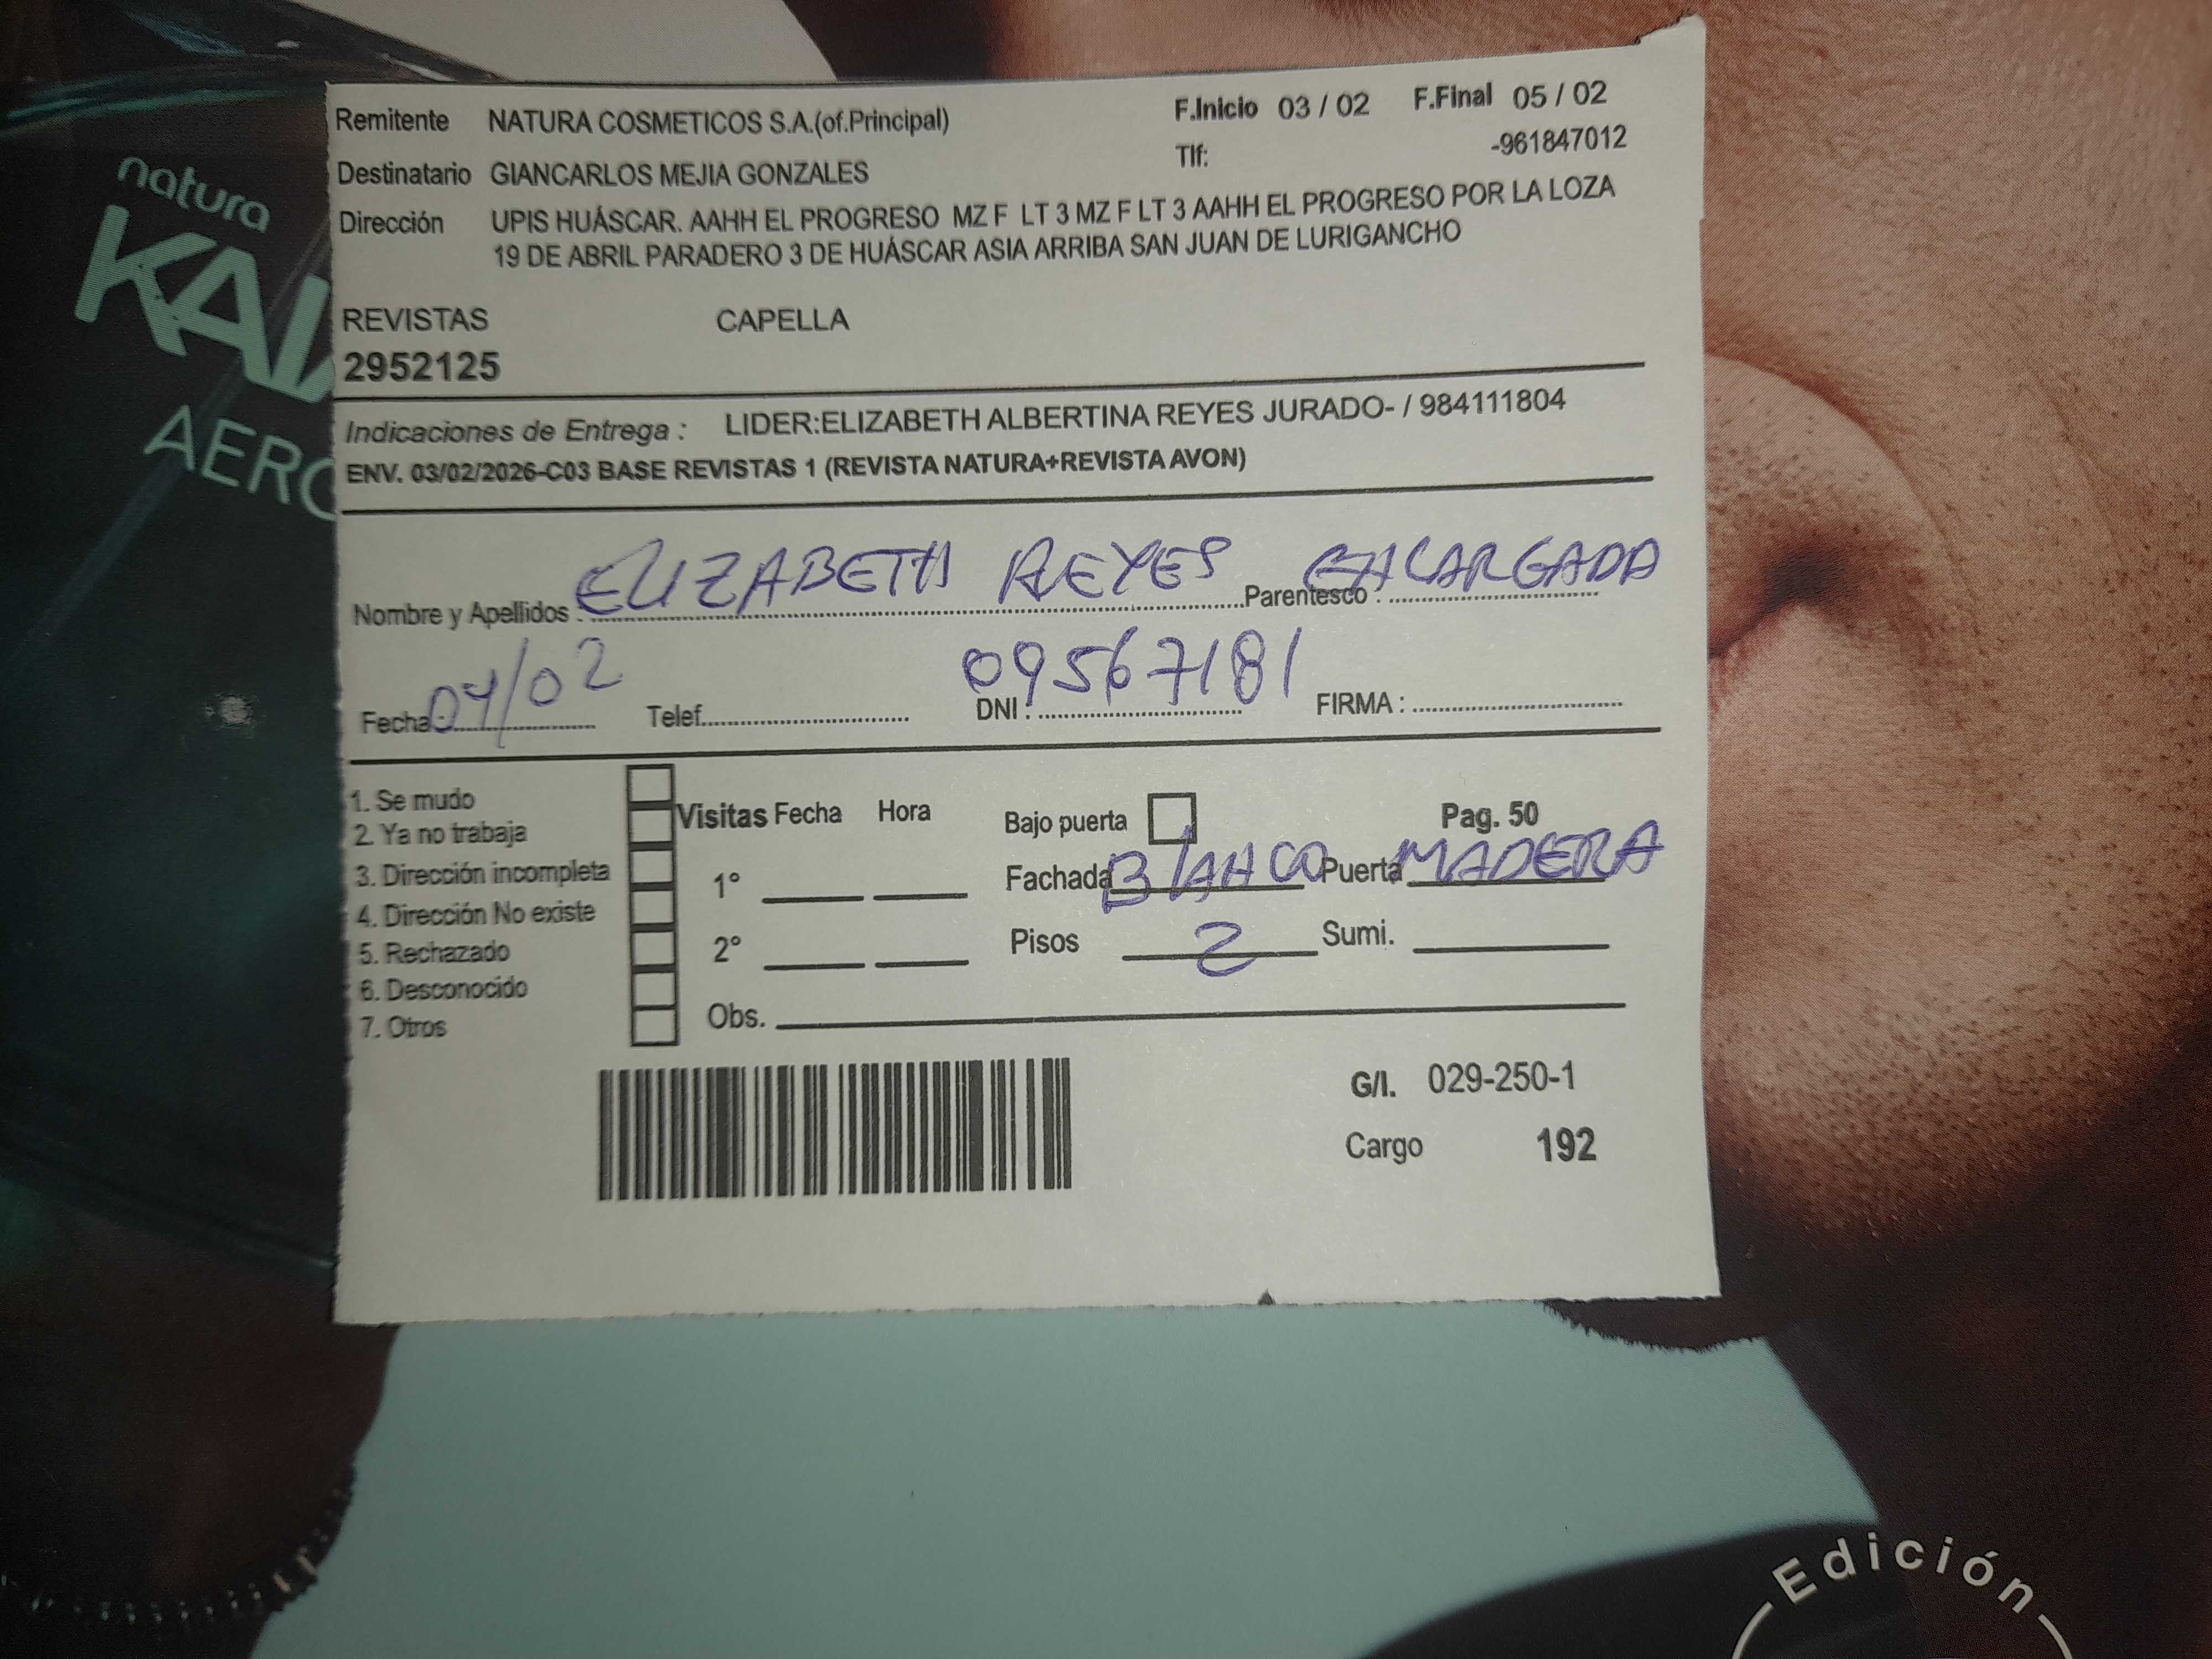 natura
KAI
AERO
Remitente NATURA COSMETICOS S.A.(of.Principal) F.Inicio 03 / 02 F.Final 05 / 02
Tlf: -961847012
Destinatario GIANCARLOS MEJIA GONZALES
Dirección UPIS HUÁSCAR. AAHH EL PROGRESO MZ F LT 3 MZ F LT 3 AAHH EL PROGRESO POR LA LOZA
19 DE ABRIL PARADERO 3 DE HUÁSCAR ASIA ARRIBA SAN JUAN DE LURIGANCHO
REVISTAS CAPELLA
2952125
Indicaciones de Entrega : LIDER:ELIZABETH ALBERTINA REYES JURADO- / 984111804
ENV. 03/02/2026-C03 BASE REVISTAS 1 (REVISTA NATURA+REVISTA AVON)
Nombre y Apellidos : ELIZABETH REYES Parentesco : ENCARGADA
Fecha: 04/02 Telef. DNI : 09567181 FIRMA :
1. Se mudo
2. Ya no trabaja
3. Dirección incompleta
4. Dirección No existe
5. Rechazado
6. Desconocido
7. Otros
Visitas Fecha Hora
1°
2°
Obs.
Bajo puerta Pag. 50
Fachada BLANCO Puerta MADERA
Pisos 2 Sumi.
G/I. 029-250-1
Cargo 192
Edición